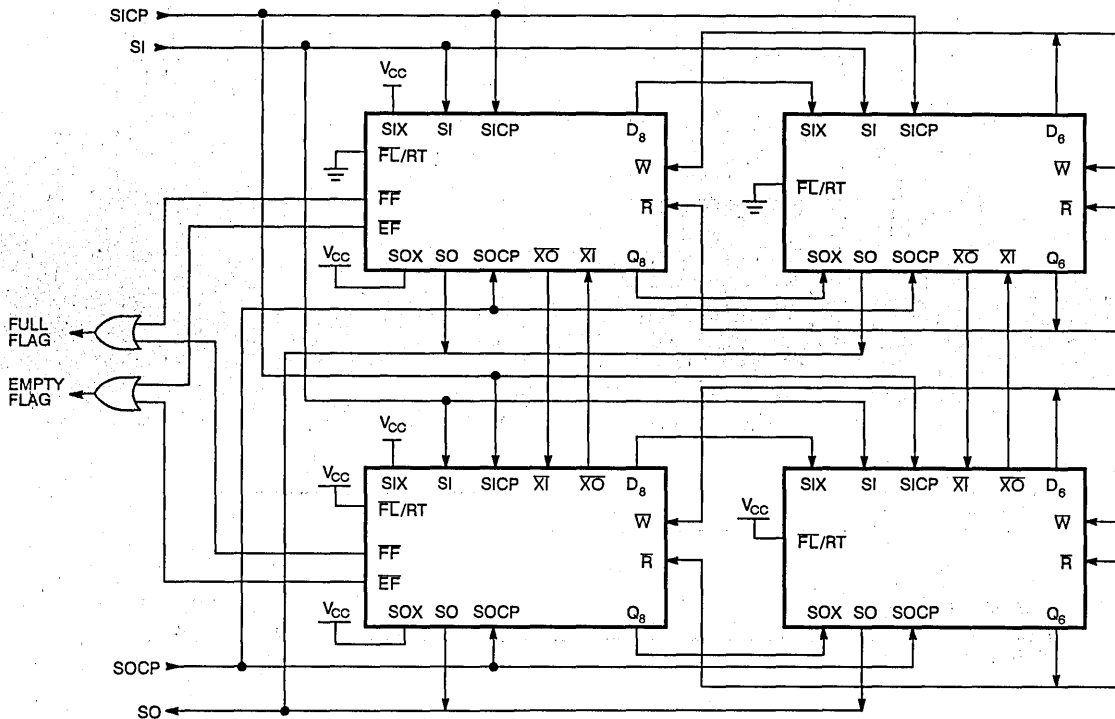 SICP
SI
VCC
SIX SI SICP D8
FL/RT
FF
EF
W
R
VCC
SOX SO SOCP XO XI Q8
SIX SI SICP D6
FL/RT
W
R
SOX SO SOCP XO XI Q6
FULL
FLAG
EMPTY
FLAG
VCC
VCC
SIX SI SICP XI XO D8
FL/RT
FF
EF
W
R
VCC
SOX SO SOCP Q8
SIX SI SICP XI XO D6
VCC
FL/RT
W
R
SOX SO SOCP Q6
SOCP
SO